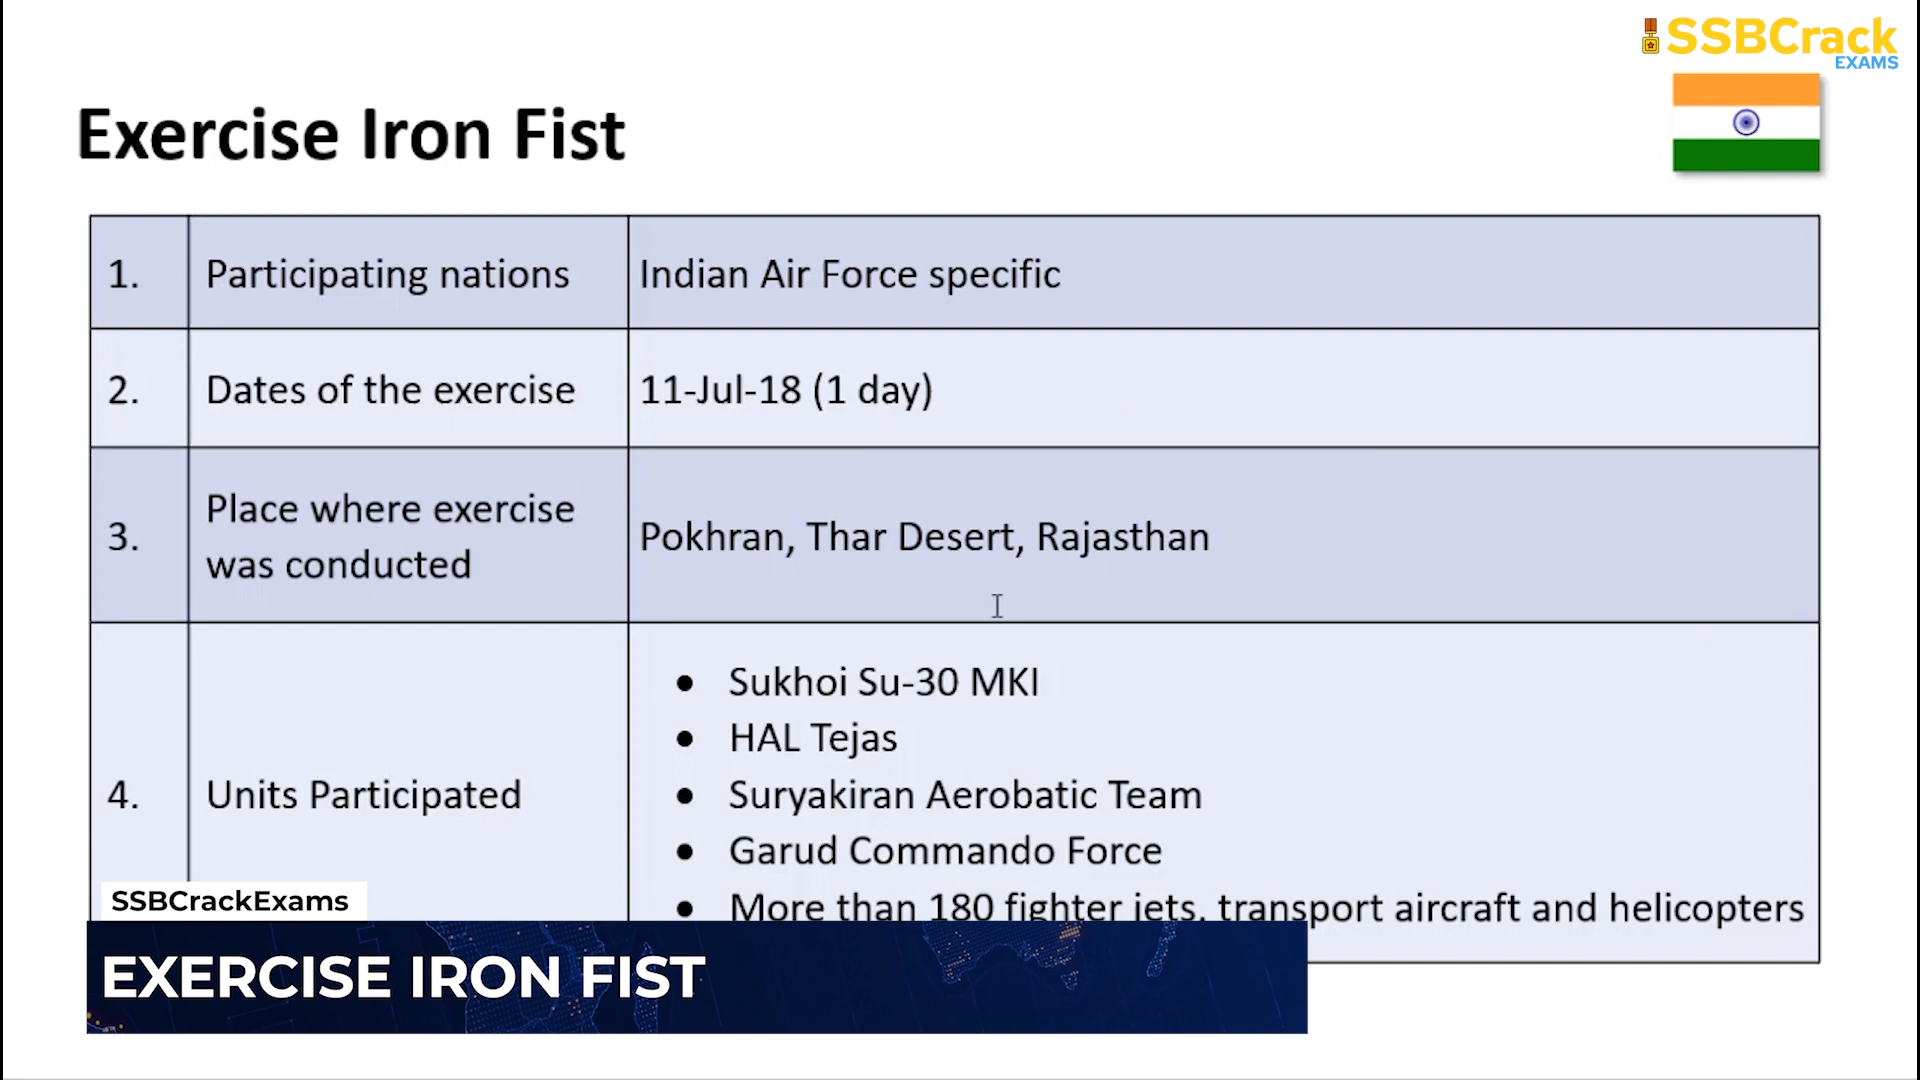 SSBCrack
EXAMS
Exercise Iron Fist
1. Participating nations Indian Air Force specific
2. Dates of the exercise 11-Jul-18 (1 day)
3. Place where exercise was conducted Pokhran, Thar Desert, Rajasthan
4. Units Participated
• Sukhoi Su-30 MKI
• HAL Tejas
• Suryakiran Aerobatic Team
• Garud Commando Force
• More than 180 fighter jets, transport aircraft and helicopters
SSBCrackExams
EXERCISE IRON FIST